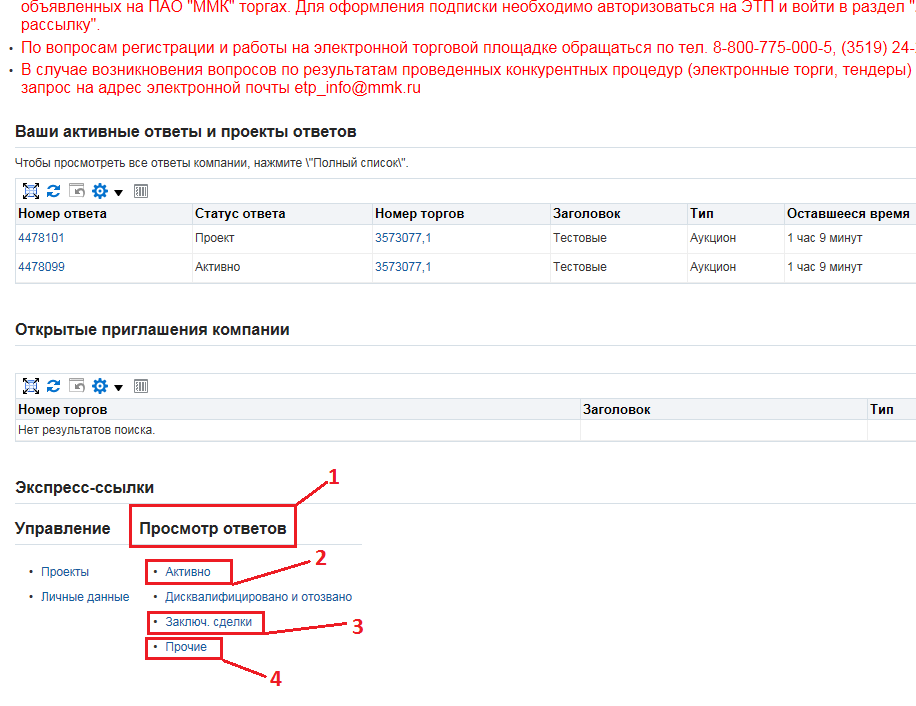 объявленных на ПАО "ММК" торгах. Для оформления подписки необходимо авторизоваться на ЭТП и войти в раздел "
рассылку".
• По вопросам регистрации и работы на электронной торговой площадке обращаться по тел. 8-800-775-000-5, (3519) 24-
• В случае возникновения вопросов по результатам проведенных конкурентных процедур (электронные торги, тендеры)
запрос на адрес электронной почты etp_info@mmk.ru
Ваши активные ответы и проекты ответов
Чтобы просмотреть все ответы компании, нажмите \"Полный список\".
Номер ответа Статус ответа Номер торгов Заголовок Тип Оставшееся время
4478101 Проект 3573077,1 Тестовые Аукцион 1 час 9 минут
4478099 Активно 3573077,1 Тестовые Аукцион 1 час 9 минут
Открытые приглашения компании
Номер торгов Заголовок Тип
Нет результатов поиска.
Экспресс-ссылки
1
Управление Просмотр ответов
2
• Проекты • Активно
• Личные данные • Дисквалифицировано и отозвано
• Заключ. сделки 3
• Прочие
4